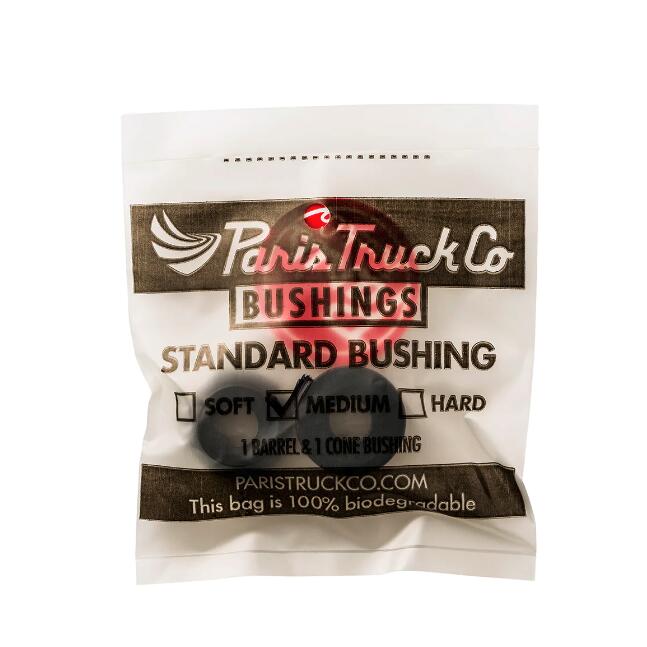 Paris Truck Co
BUSHINGS
STANDARD BUSHING
SOFT MEDIUM HARD
1 BARREL & 1 CONE BUSHING
PARISTRUCKCO.COM
This bag is 100% biodegradable